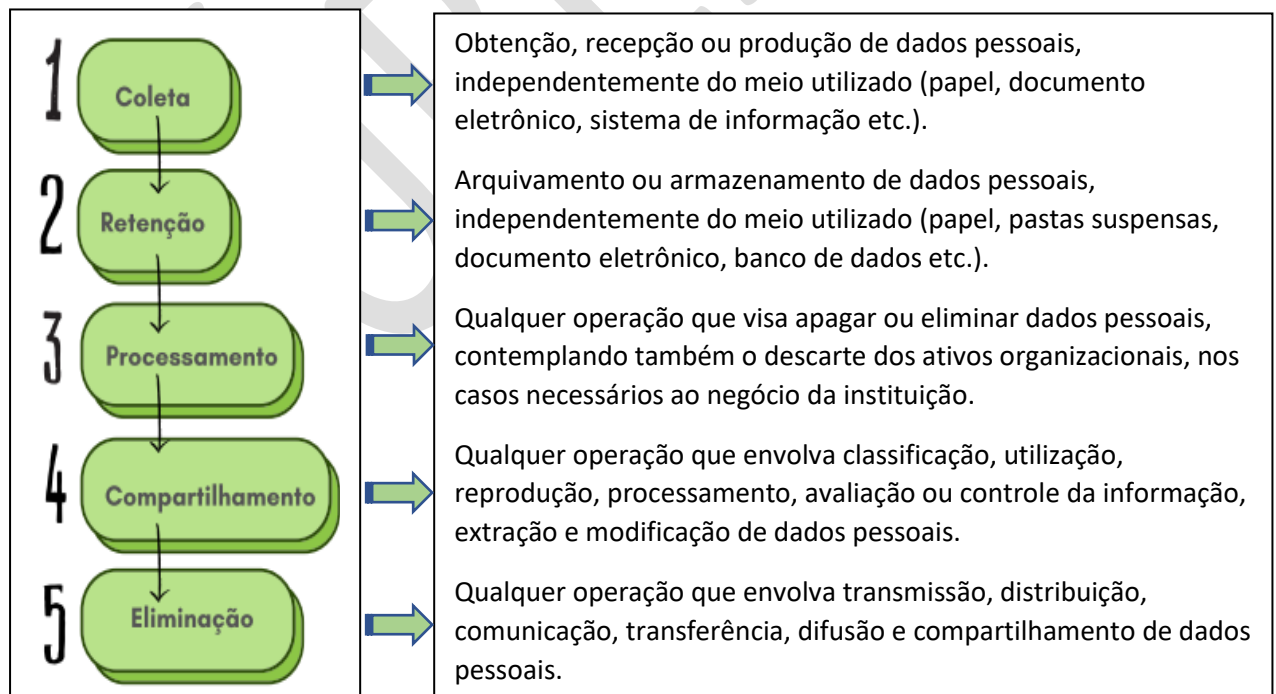 1
Coleta
Obtenção, recepção ou produção de dados pessoais,
independentemente do meio utilizado (papel, documento
eletrônico, sistema de informação etc.).
2
Retenção
Arquivamento ou armazenamento de dados pessoais,
independentemente do meio utilizado (papel, pastas suspensas,
documento eletrônico, banco de dados etc.).
3
Processamento
Qualquer operação que visa apagar ou eliminar dados pessoais,
contemplando também o descarte dos ativos organizacionais, nos
casos necessários ao negócio da instituição.
4
Compartilhamento
Qualquer operação que envolva classificação, utilização,
reprodução, processamento, avaliação ou controle da informação,
extração e modificação de dados pessoais.
5
Eliminação
Qualquer operação que envolva transmissão, distribuição,
comunicação, transferência, difusão e compartilhamento de dados
pessoais.